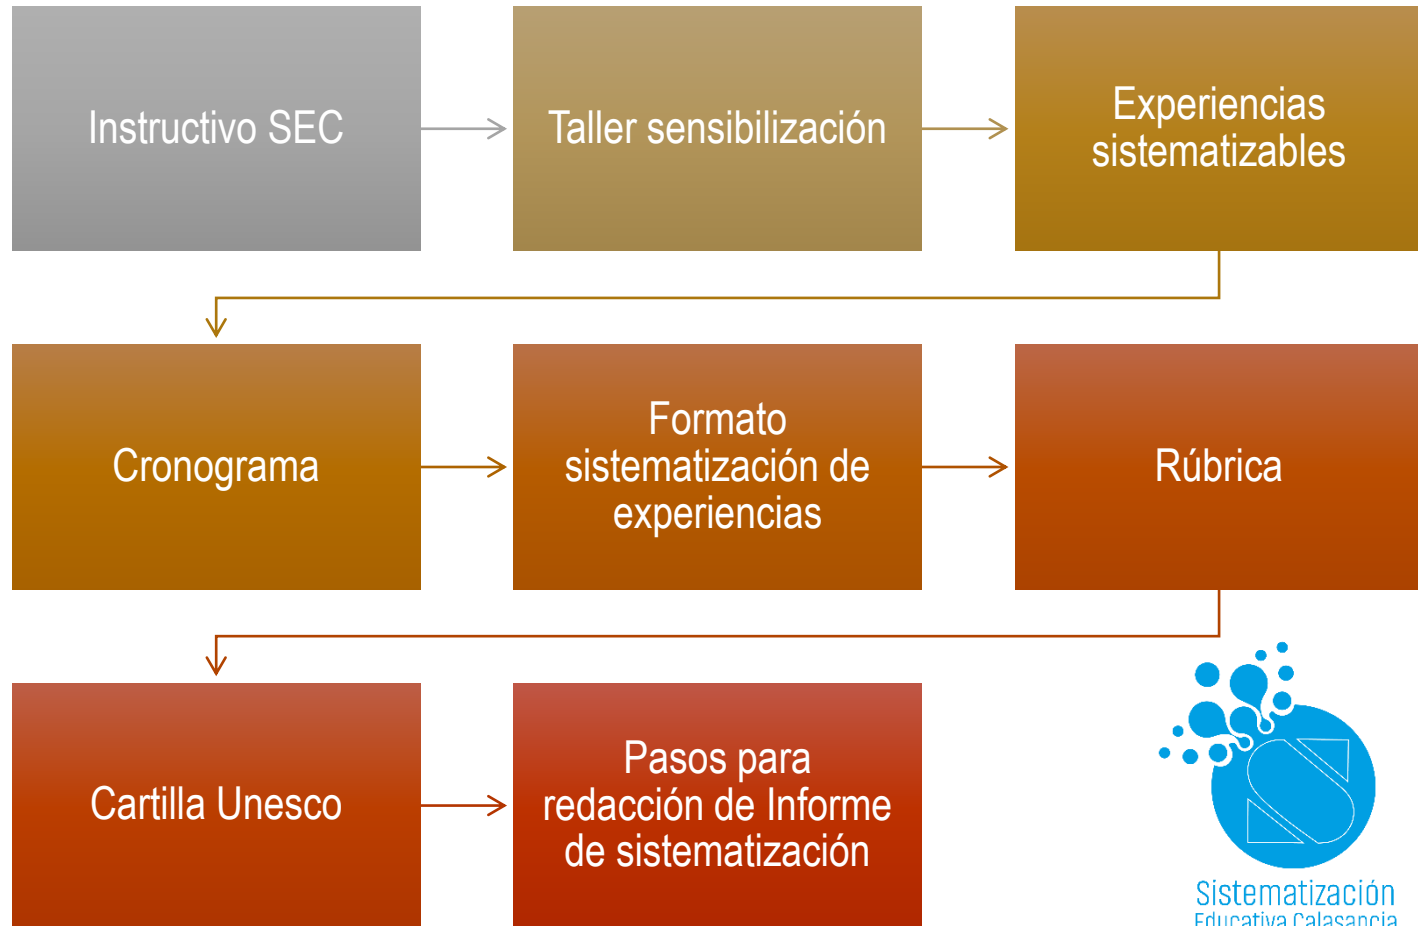 Instructivo SEC
Taller sensibilización
Experiencias
sistematizables
Cronograma
Formato
sistematización de
experiencias
Rúbrica
Cartilla Unesco
Pasos para
redacción de Informe
de sistematización
Sistematización
Educativa Calasancia